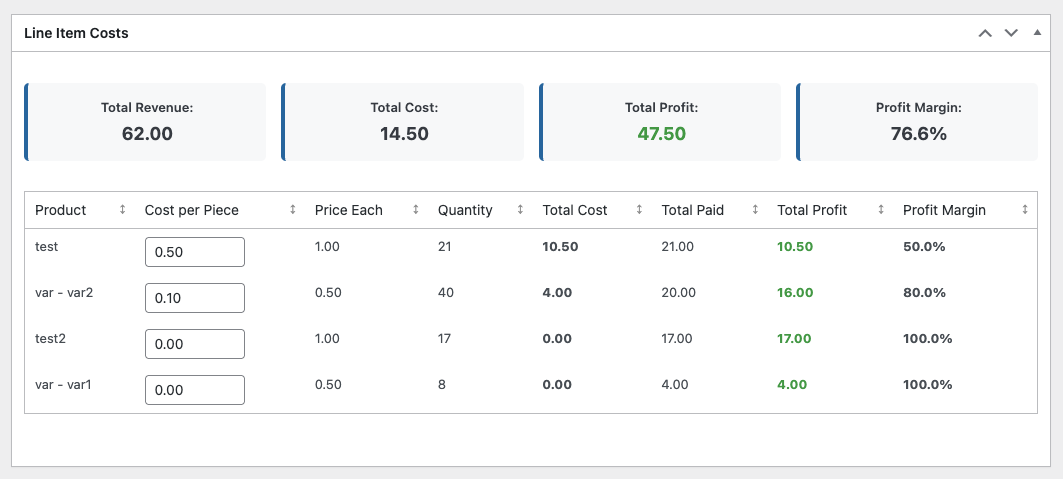 Line Item Costs
Total Revenue: Total Cost: Total Profit: Profit Margin:
62.00 14.50 47.50 76.6%
Product Cost per Piece Price Each Quantity Total Cost Total Paid Total Profit Profit Margin
test 0.50 1.00 21 10.50 21.00 10.50 50.0%
var - var2 0.10 0.50 40 4.00 20.00 16.00 80.0%
test2 0.00 1.00 17 0.00 17.00 17.00 100.0%
var - var1 0.00 0.50 8 0.00 4.00 4.00 100.0%